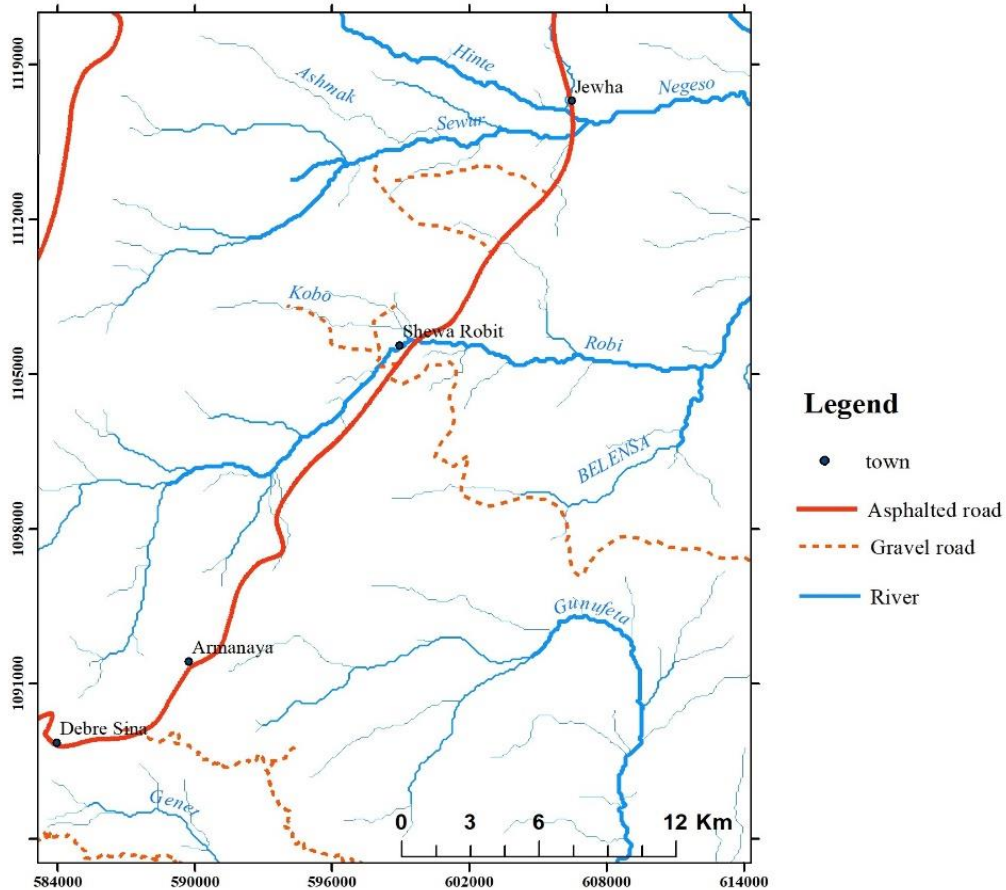 Hinte
Ashmak
Jewha
Negeso
Sewur
Kobo
Shewa Robit
Robi
BELENSA
Gunufeta
Armanaya
Debre Sina
Genet
0 3 6 12 Km
1119000
1112000
1105000
1098000
1091000
584000 590000 596000 602000 608000 614000
Legend
town
Asphalted road
Gravel road
River